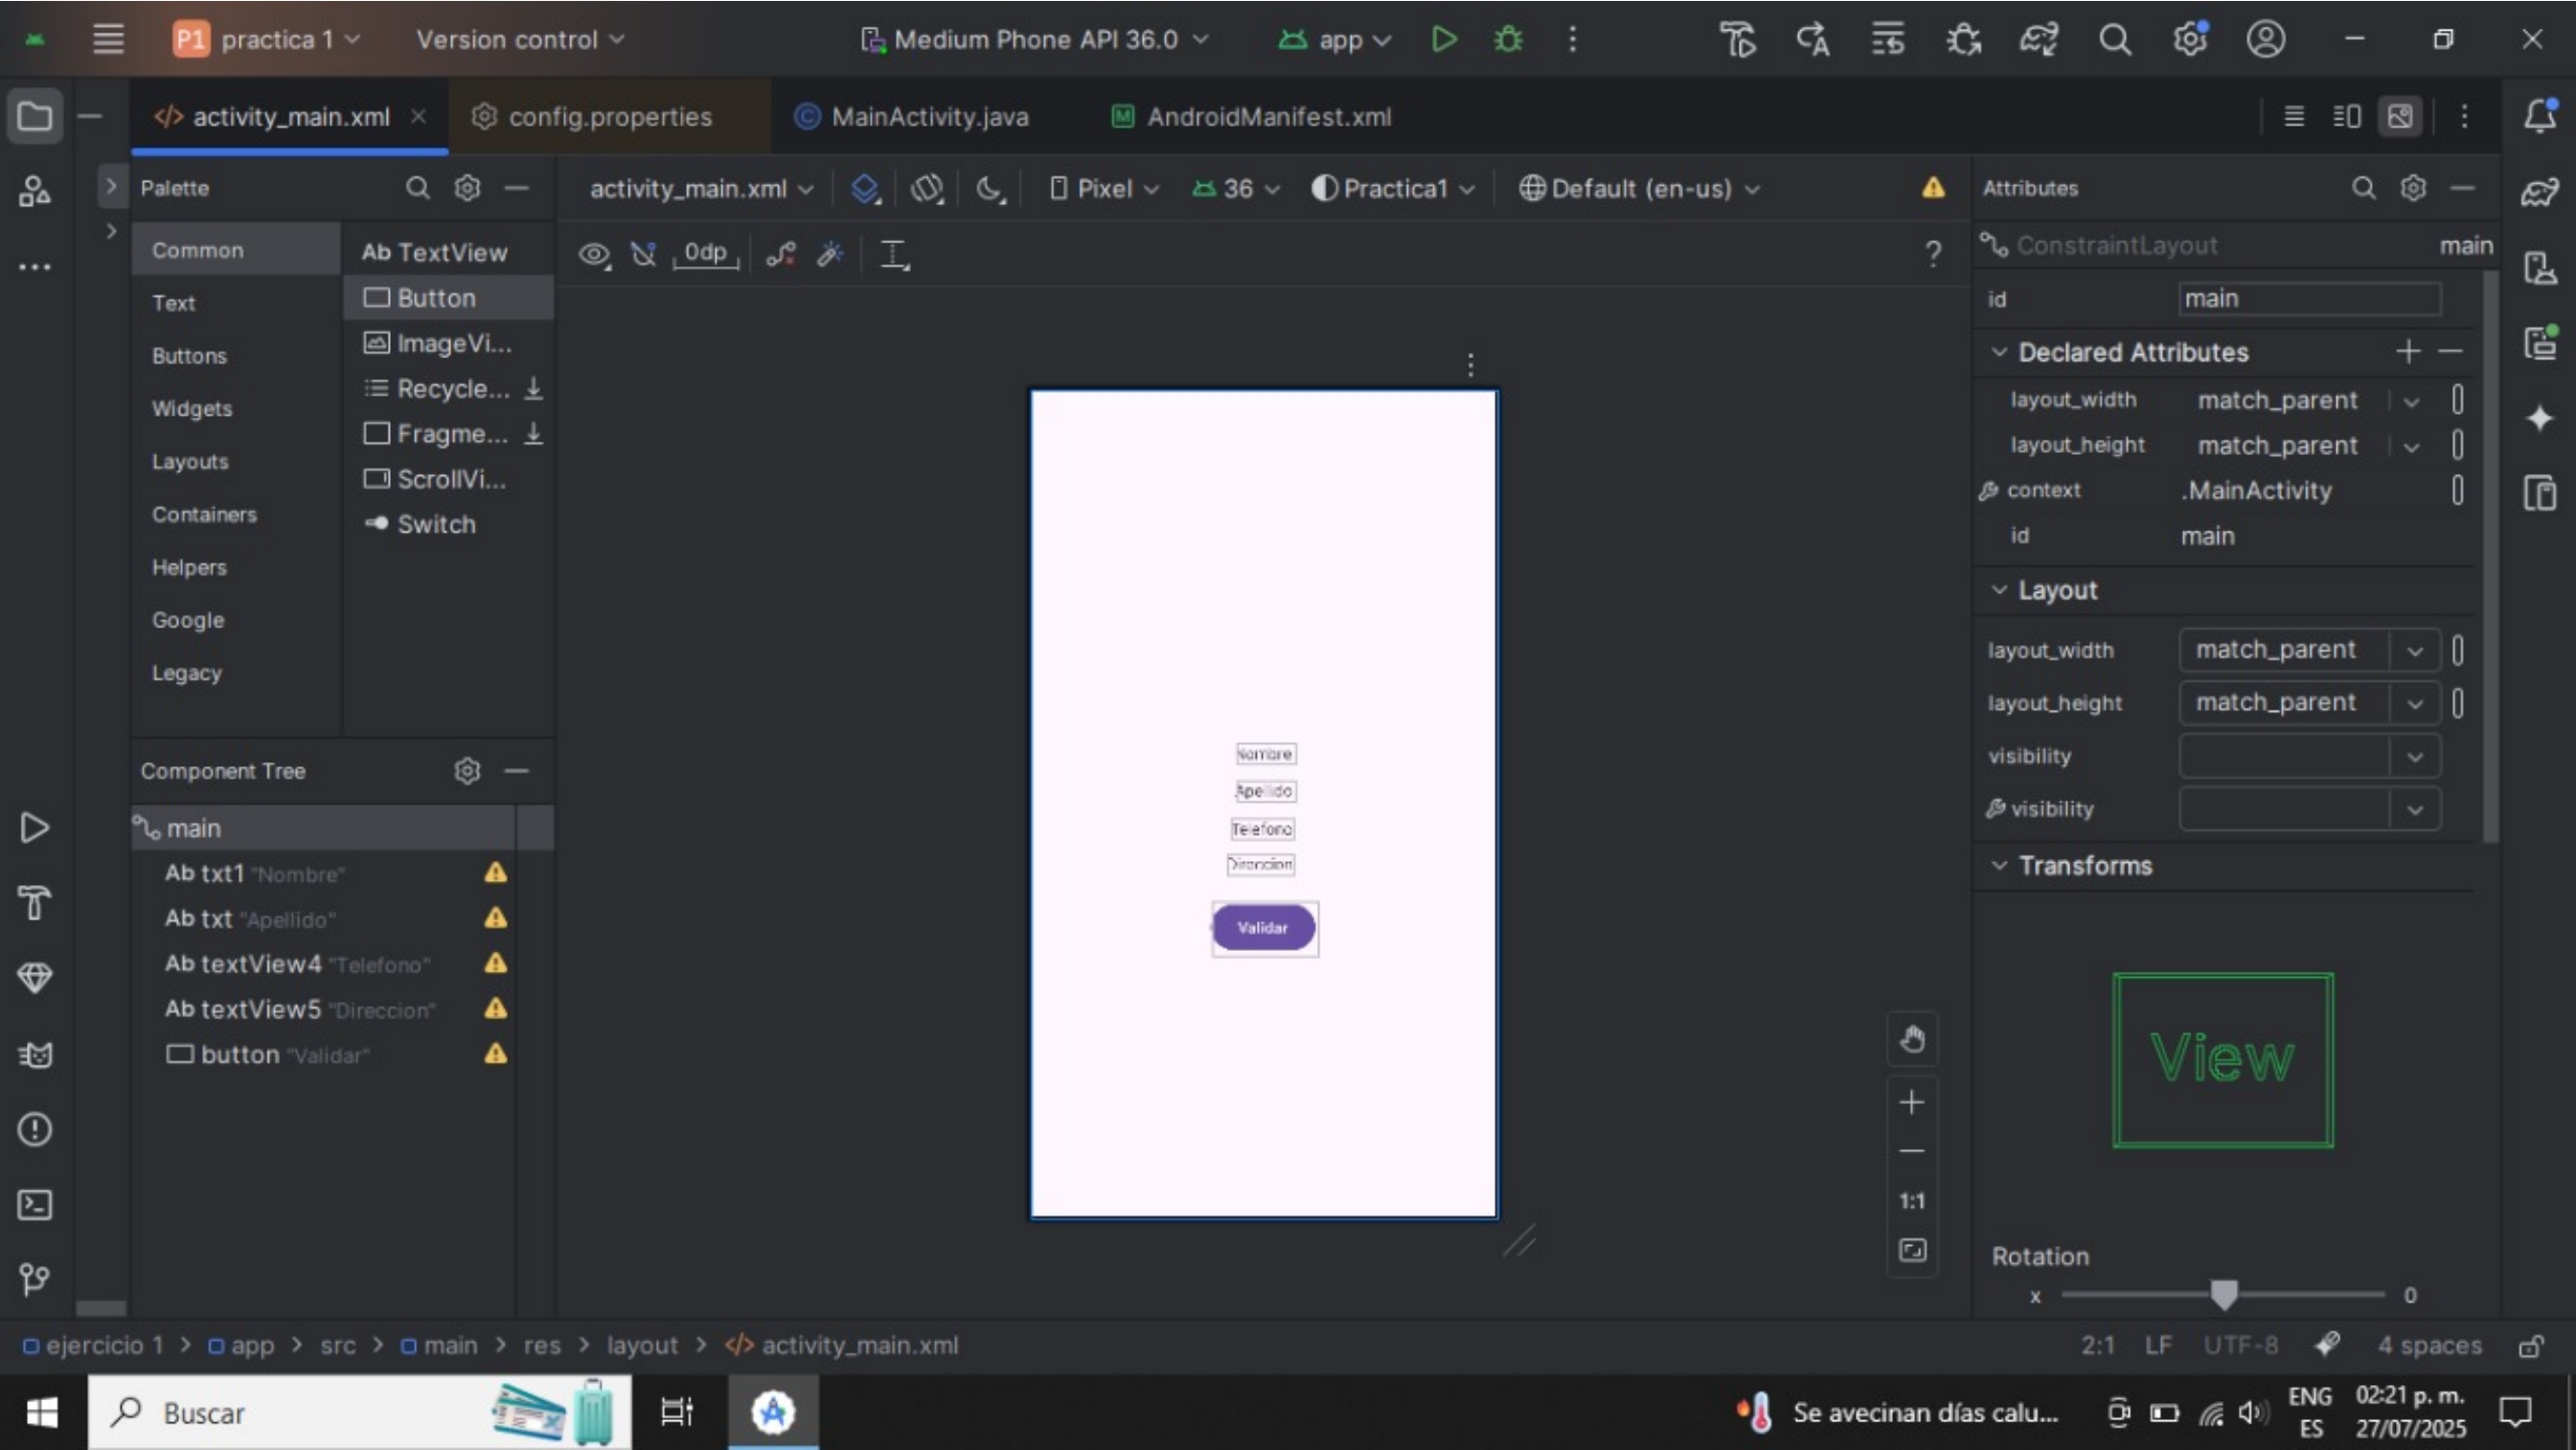 P1 practica 1 Version control Medium Phone API 36.0 app
activity_main.xml config.properties MainActivity.java AndroidManifest.xml
Palette
Common
Text
Buttons
Widgets
Layouts
Containers
Helpers
Google
Legacy
Ab TextView
Button
ImageVi...
Recycle...
Fragme...
ScrollVi...
Switch
Component Tree
main
Ab txt1 "Nombre"
Ab txt "Apellido"
Ab textView4 "Telefono"
Ab textView5 "Direccion"
button "Validar"
activity_main.xml Pixel 36 Practica1 Default (en-us)
0dp ?
Nombre
Apellido
Telefono
Direccion
Validar
1:1
Attributes
ConstraintLayout main
id main
Declared Attributes
layout_width match_parent
layout_height match_parent
context .MainActivity
id main
Layout
layout_width match_parent
layout_height match_parent
visibility
visibility
Transforms
View
Rotation
x 0
ejercicio 1 > app > src > main > res > layout > activity_main.xml
2:1 LF UTF-8 4 spaces
Buscar
Se avecinan días calu...
ENG
ES
02:21 p. m.
27/07/2025